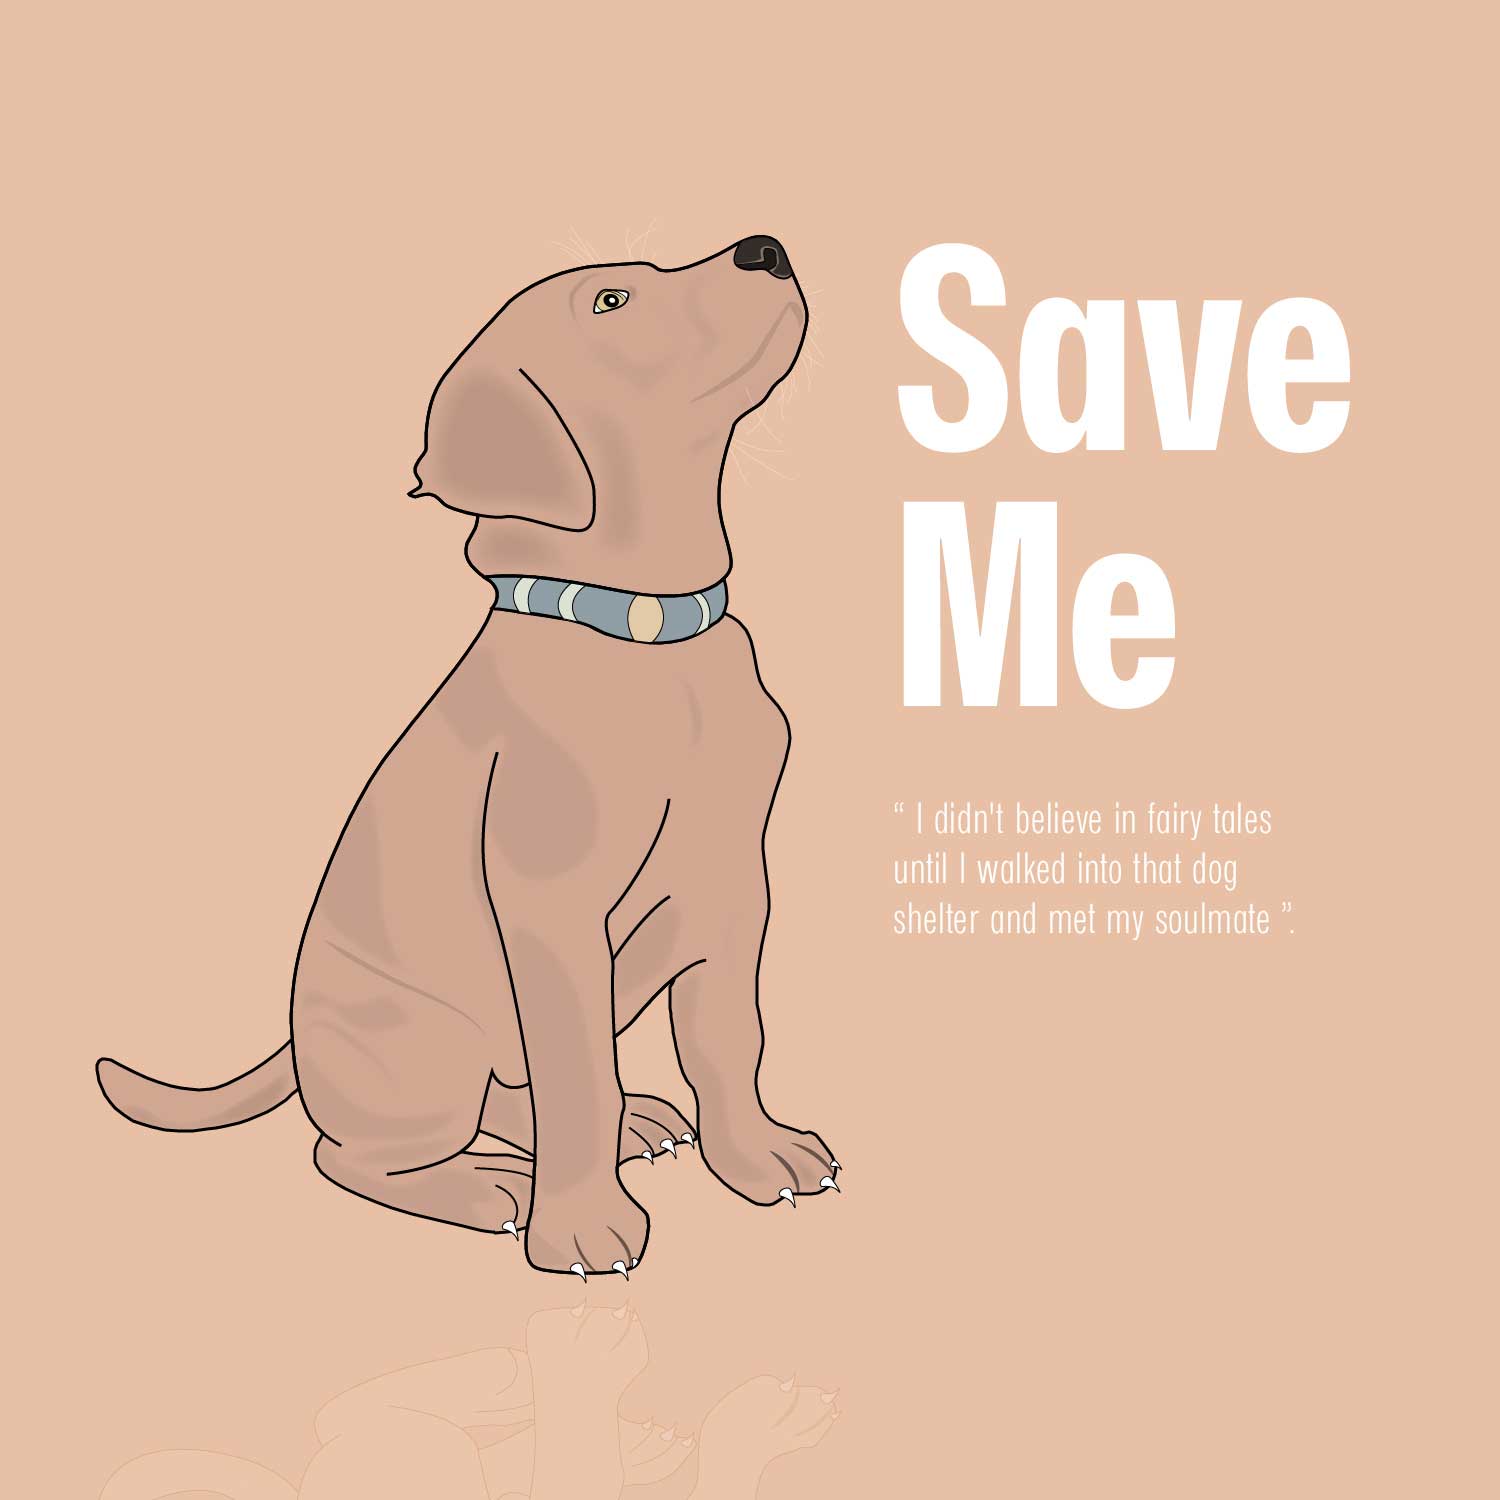 Save
Me
“ I didn't believe in fairy tales
until I walked into that dog
shelter and met my soulmate ”.